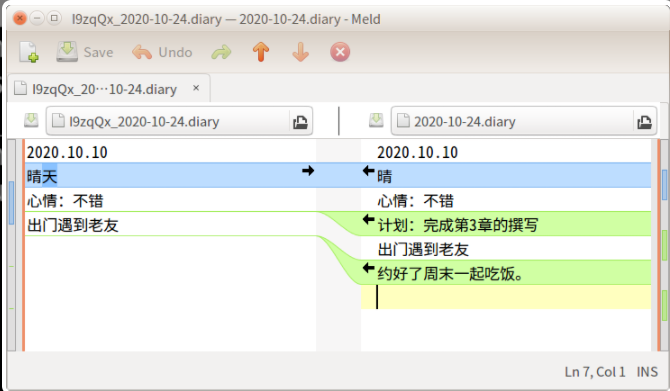 I9zqQx_2020-10-24.diary — 2020-10-24.diary - Meld
Save Undo
I9zqQx_20···10-24.diary ×
I9zqQx_2020-10-24.diary
2020-10-24.diary
2020.10.10
晴天
心情：不错
出门遇到老友
2020.10.10
晴
心情：不错
计划：完成第3章的撰写
出门遇到老友
约好了周末一起吃饭。
Ln 7, Col 1 INS